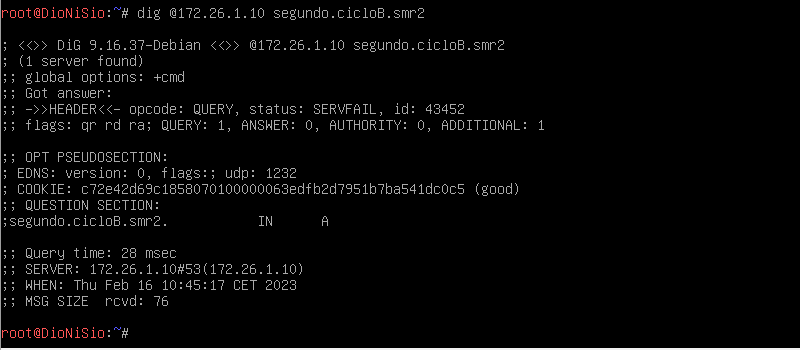 root@DioNiSio:~# dig @172.26.1.10 segundo.cicloB.smr2
; <<>> DiG 9.16.37-Debian <<>> @172.26.1.10 segundo.cicloB.smr2
; (1 server found)
;; global options: +cmd
;; Got answer:
;; ->>HEADER<<- opcode: QUERY, status: SERVFAIL, id: 43452
;; flags: qr rd ra; QUERY: 1, ANSWER: 0, AUTHORITY: 0, ADDITIONAL: 1
;; OPT PSEUDOSECTION:
; EDNS: version: 0, flags:; udp: 1232
; COOKIE: c72e42d69c1858070100000063edfb2d7951b7ba541dc0c5 (good)
;; QUESTION SECTION:
;segundo.cicloB.smr2. IN A
;; Query time: 28 msec
;; SERVER: 172.26.1.10#53(172.26.1.10)
;; WHEN: Thu Feb 16 10:45:17 CET 2023
;; MSG SIZE rcvd: 76
root@DioNiSio:~#